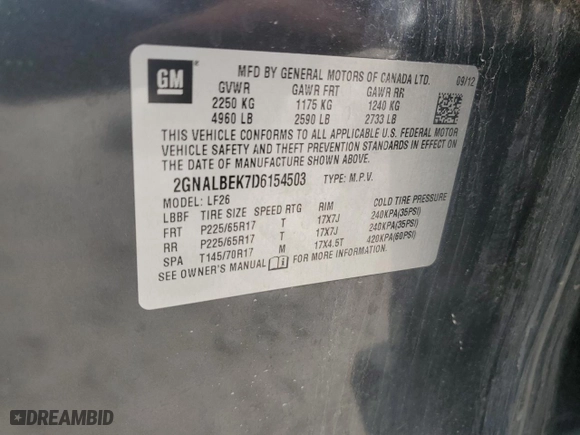 GM
MFD BY GENERAL MOTORS OF CANADA LTD. 09/12
GVWR GAWR FRT GAWR RR
2250 KG 1175 KG 1240 KG
4960 LB 2590 LB 2733 LB
THIS VEHICLE CONFORMS TO ALL APPLICABLE U.S. FEDERAL MOTOR
VEHICLE SAFETY AND THEFT PREVENTION STANDARDS IN EFFECT ON
THE DATE OF MANUFACTURE SHOWN ABOVE.
2GNALBEK7D6154503 TYPE: M.P.V.
MODEL: LF26
LBBF TIRE SIZE SPEED RTG RIM COLD TIRE PRESSURE
FRT P225/65R17 T 17X7J 240KPA(35PSI)
RR P225/65R17 T 17X7J 240KPA(35PSI)
SPA T145/70R17 M 17X4.5T 420KPA(60PSI)
SEE OWNER'S MANUAL FOR MORE INFORMATION.
DREAMBID